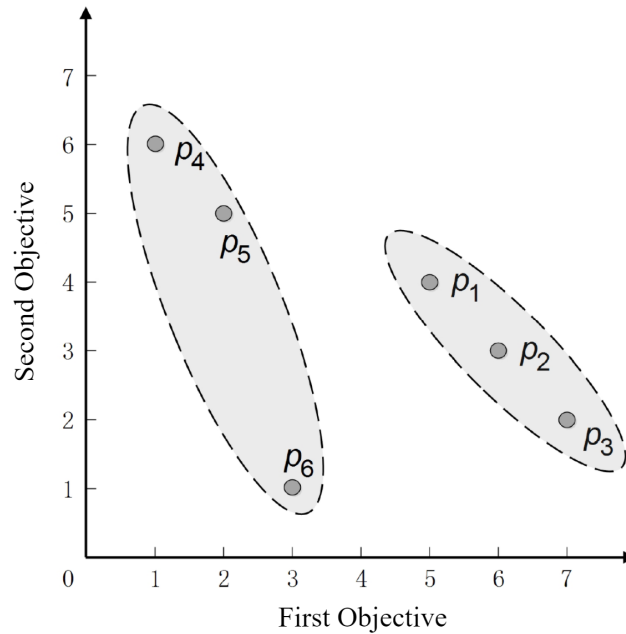 7
6
5
4
3
2
1
0
1 2 3 4 5 6 7
Second Objective
First Objective
p4
p5
p6
p1
p2
p3